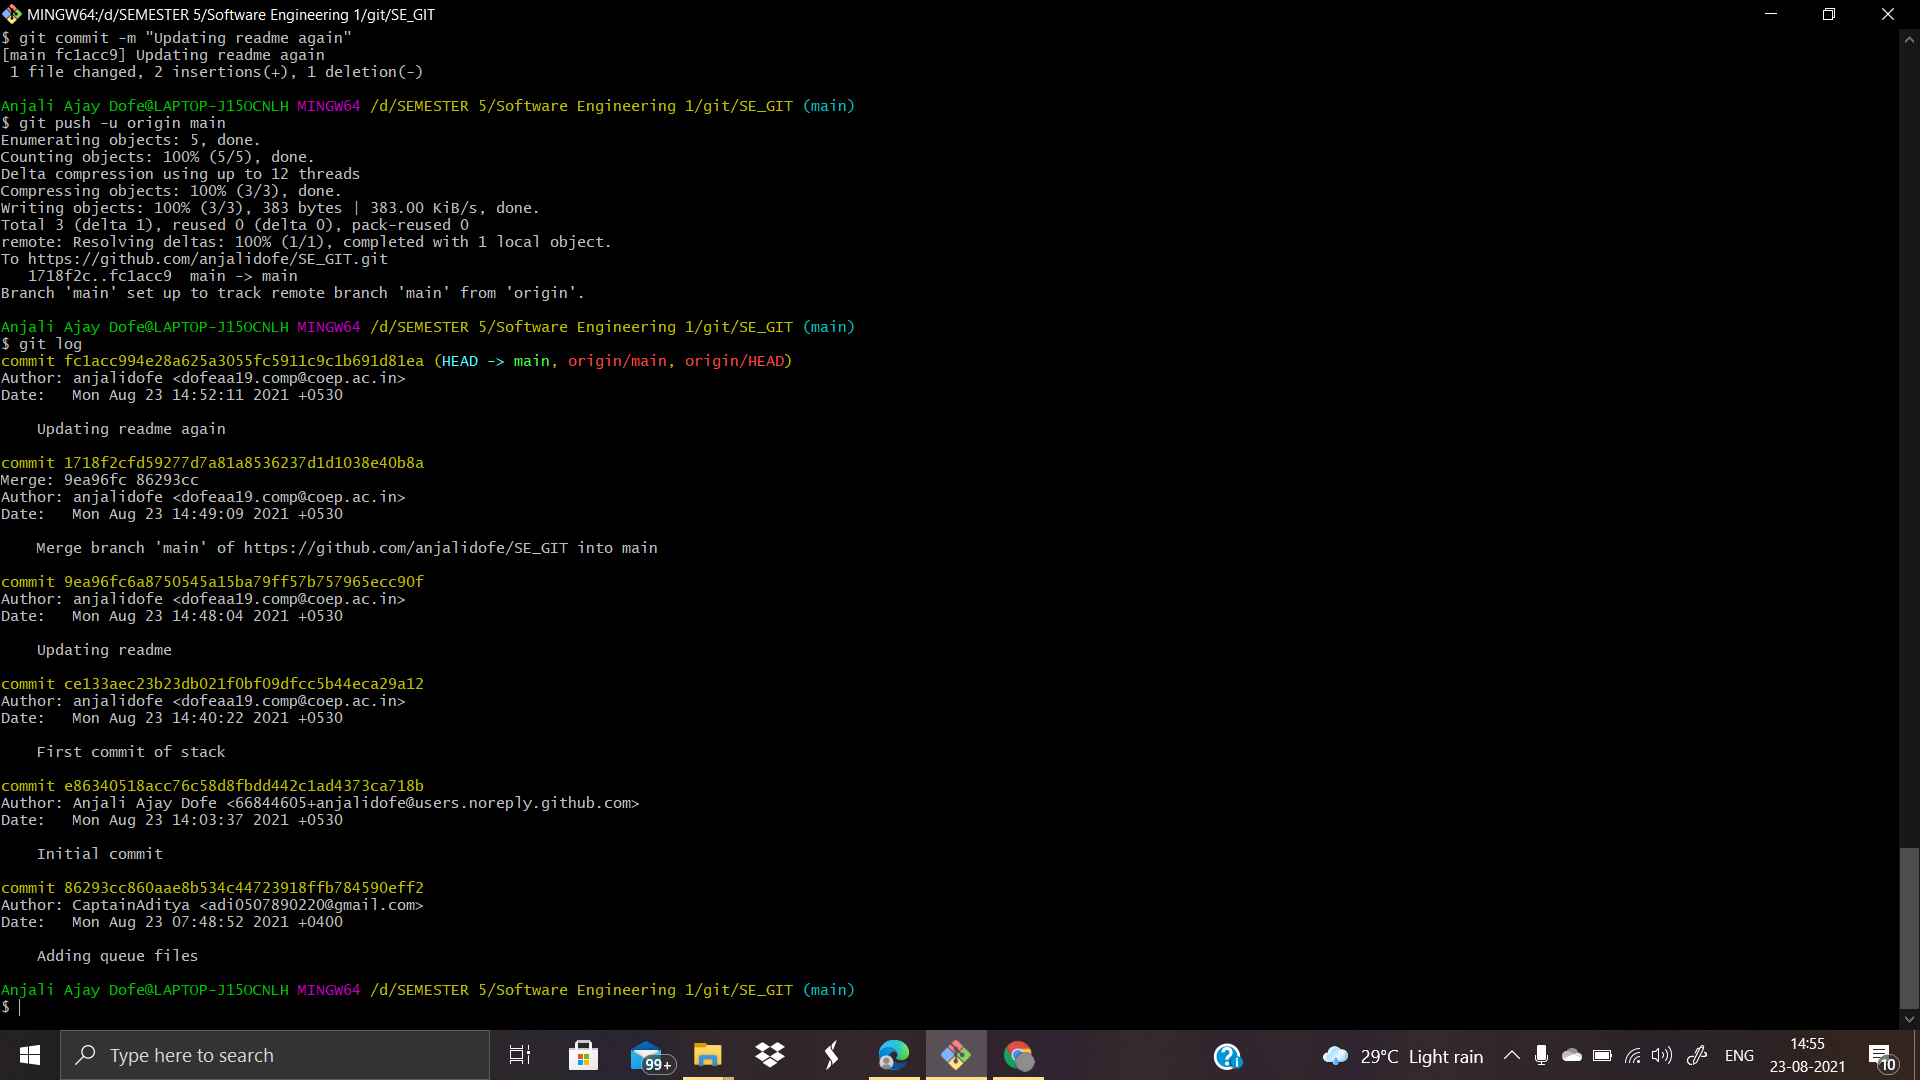 MINGW64:/d/SEMESTER 5/Software Engineering 1/git/SE_GIT
$ git commit -m "Updating readme again"
[main fc1acc9] Updating readme again
 1 file changed, 2 insertions(+), 1 deletion(-)

Anjali Ajay Dofe@LAPTOP-J15OCNLH MINGW64 /d/SEMESTER 5/Software Engineering 1/git/SE_GIT (main)
$ git push -u origin main
Enumerating objects: 5, done.
Counting objects: 100% (5/5), done.
Delta compression using up to 12 threads
Compressing objects: 100% (3/3), done.
Writing objects: 100% (3/3), 383 bytes | 383.00 KiB/s, done.
Total 3 (delta 1), reused 0 (delta 0), pack-reused 0
remote: Resolving deltas: 100% (1/1), completed with 1 local object.
To https://github.com/anjalidofe/SE_GIT.git
   1718f2c..fc1acc9  main -> main
Branch 'main' set up to track remote branch 'main' from 'origin'.

Anjali Ajay Dofe@LAPTOP-J15OCNLH MINGW64 /d/SEMESTER 5/Software Engineering 1/git/SE_GIT (main)
$ git log
commit fc1acc994e28a625a3055fc5911c9c1b691d81ea (HEAD -> main, origin/main, origin/HEAD)
Author: anjalidofe <dofeaa19.comp@coep.ac.in>
Date:   Mon Aug 23 14:52:11 2021 +0530

    Updating readme again

commit 1718f2cfd59277d7a81a8536237d1d1038e40b8a
Merge: 9ea96fc 86293cc
Author: anjalidofe <dofeaa19.comp@coep.ac.in>
Date:   Mon Aug 23 14:49:09 2021 +0530

    Merge branch 'main' of https://github.com/anjalidofe/SE_GIT into main

commit 9ea96fc6a8750545a15ba79ff57b757965ecc90f
Author: anjalidofe <dofeaa19.comp@coep.ac.in>
Date:   Mon Aug 23 14:48:04 2021 +0530

    Updating readme

commit ce133aec23b23db021f0bf09dfcc5b44eca29a12
Author: anjalidofe <dofeaa19.comp@coep.ac.in>
Date:   Mon Aug 23 14:40:22 2021 +0530

    First commit of stack

commit e86340518acc76c58d8fbdd442c1ad4373ca718b
Author: Anjali Ajay Dofe <66844605+anjalidofe@users.noreply.github.com>
Date:   Mon Aug 23 14:03:37 2021 +0530

    Initial commit

commit 86293cc860aae8b534c44723918ffb784590eff2
Author: CaptainAditya <adi0507890220@gmail.com>
Date:   Mon Aug 23 07:48:52 2021 +0400

    Adding queue files

Anjali Ajay Dofe@LAPTOP-J15OCNLH MINGW64 /d/SEMESTER 5/Software Engineering 1/git/SE_GIT (main)
$
Type here to search
99+
29°C Light rain
ENG
14:55
23-08-2021
10